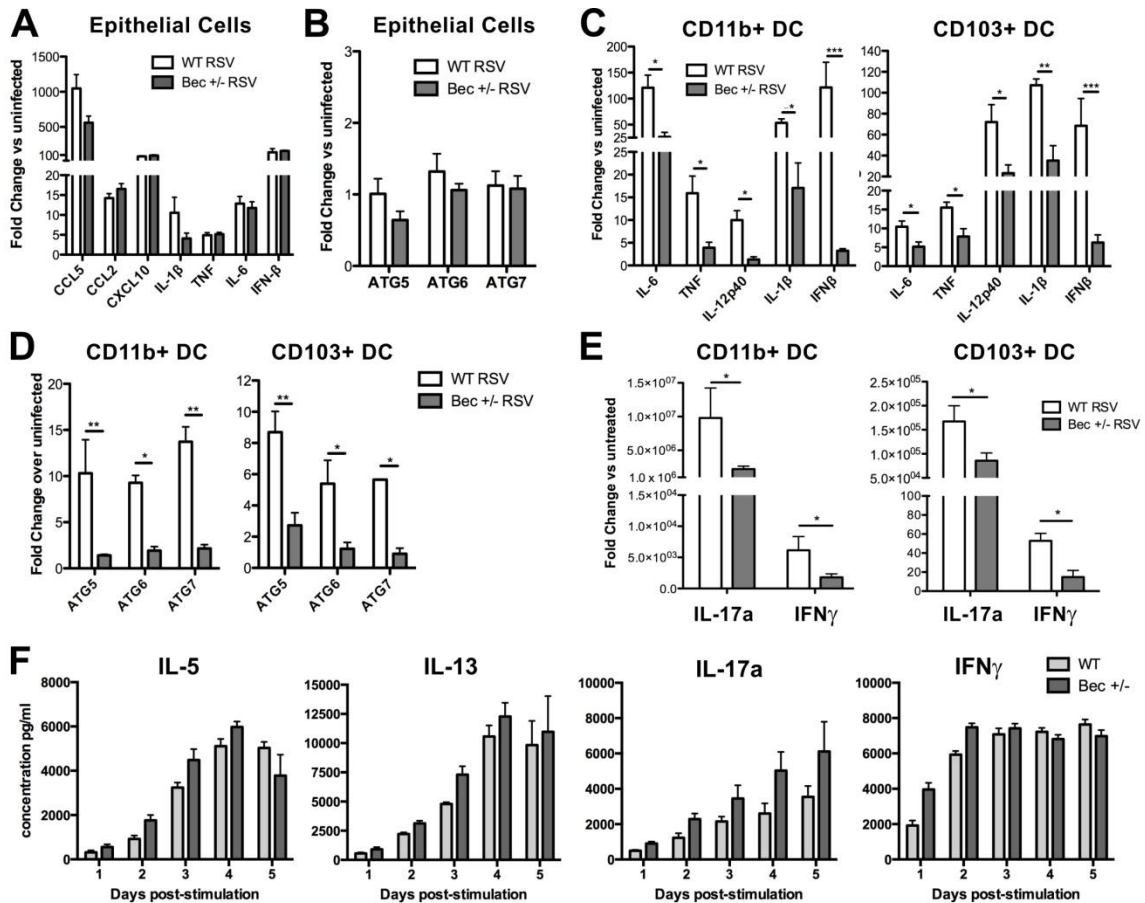 A Epithelial Cells
Fold Change vs uninfected
1500
1000
500
100
20
15
10
5
0
WT RSV
Bec +/- RSV
CCL5 CCL2 CXCL10 IL-1β TNF IL-6 IFN-β
B Epithelial Cells
Fold Change vs uninfected
3
2
1
0
WT RSV
Bec +/- RSV
ATG5 ATG6 ATG7
C CD11b+ DC
Fold Change vs uninfected
200
150
100
75
50
25
25
20
15
10
5
0
WT RSV
Bec +/- RSV
* * * * ***
IL-6 TNF IL-12p40 IL-1β IFNβ
CD103+ DC
120
100
80
60
40
20
15
10
5
0
* * * ** ***
IL-6 TNF IL-12p40 IL-1β IFNβ
D CD11b+ DC
Fold Change over uninfected
20
15
10
5
0
** * **
ATG5 ATG6 ATG7
CD103+ DC
12
10
8
6
4
2
0
** * *
ATG5 ATG6 ATG7
WT RSV
Bec +/- RSV
E CD11b+ DC
Fold Change vs untreated
1.5×10⁰⁷
1.0×10⁰⁷
5.0×10⁰⁶
1.0 ×10⁶
1.5×10⁰⁴
1.0×10⁰⁴
5.0×10⁰³
0.0
* *
IL-17a IFNγ
CD103+ DC
2.5×10⁰⁵
2.0×10⁰⁵
1.5×10⁰⁵
1.0×10⁰⁵
5.0×10⁰⁴
60
40
20
0
* *
IL-17a IFNγ
WT RSV
Bec +/- RSV
F IL-5
concentration pg/ml
8000
6000
4000
2000
0
1 2 3 4 5
Days post-stimulation
IL-13
15000
12500
10000
7500
5000
2500
0
1 2 3 4 5
Days post-stimulation
IL-17a
10000
8000
6000
4000
2000
0
1 2 3 4 5
Days post-stimulation
IFNγ
10000
8000
6000
4000
2000
0
1 2 3 4 5
Days post-stimulation
WT
Bec +/-